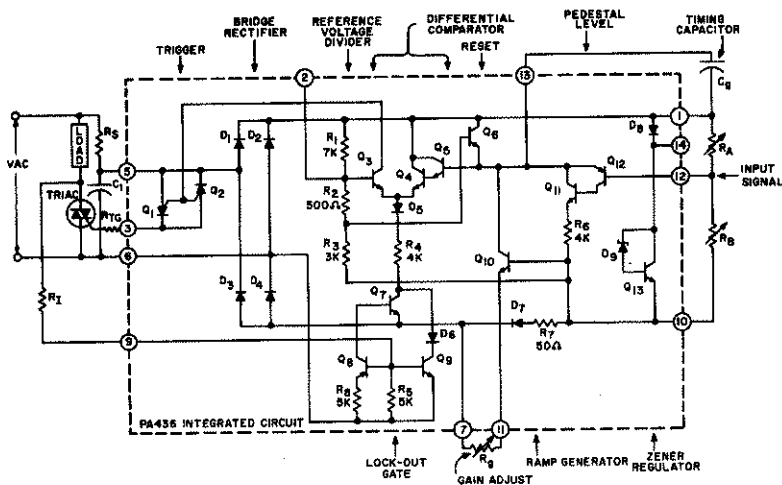 BRIDGE
RECTIFIER
REFERENCE
VOLTAGE
DIVIDER
DIFFERENTIAL
COMPARATOR
RESET
PEDESTAL
LEVEL
TIMING
CAPACITOR
TRIGGER
2
13
Cg
1
RS
D1
D2
R1
7K
Q3
Q4
Q5
Q6
D8
14
RA
LOAD
VAC
5
C1
Q1
Q2
R2
500Ω
Q11
Q12
12
INPUT
SIGNAL
TRIAC
RTG
3
D5
6
R3
3K
R4
4K
R6
4K
Q10
D9
RB
D3
D4
Q7
Q13
RI
D6
D7
R7
50Ω
10
9
Q8
Q9
R8
5K
R5
5K
PA436 INTEGRATED CIRCUIT
7
11
LOCK-OUT
GATE
Rg
GAIN ADJUST
RAMP GENERATOR
ZENER
REGULATOR